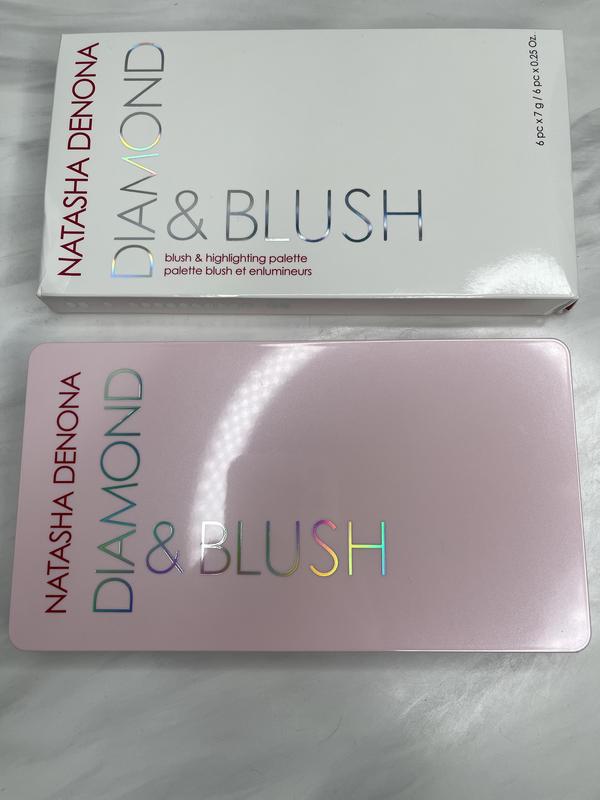 NATASHA DENONA
DIAMOND
& BLUSH
blush & highlighting palette
palette blush et enlumineurs
6 pc x 7 g / 6 pc x 0.25 Oz.
NATASHA DENONA
DIAMOND
& BLUSH